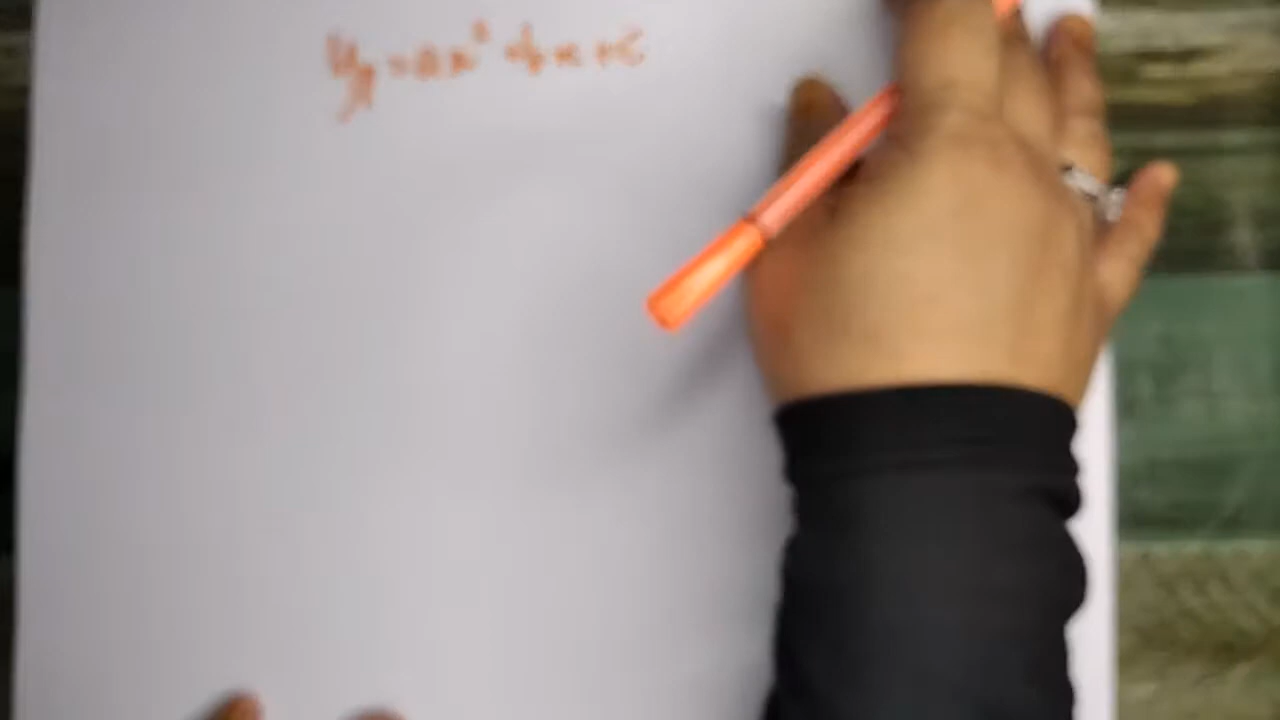 y = ax² + bx + c